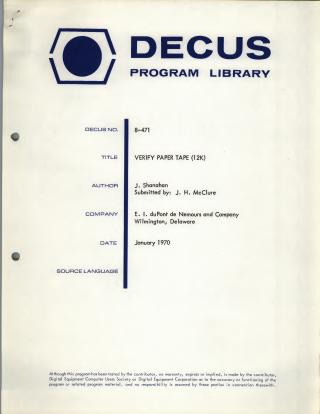 DECUS
PROGRAM LIBRARY
DECUS NO. 8-471
TITLE VERIFY PAPER TAPE (12K)
AUTHOR J. Shanahan
Submitted by: J. H. McClure
COMPANY E. I. duPont de Nemours and Company
Wilmington, Delaware
DATE January 1970
SOURCE LANGUAGE
Although this program has been tested by the contributor, no warranty, express or implied, is made by the contributor,
Digital Equipment Computer Users Society or Digital Equipment Corporation as to the accuracy or functioning of the
program or related program material, and no responsibility is assumed by these parties in connection therewith.